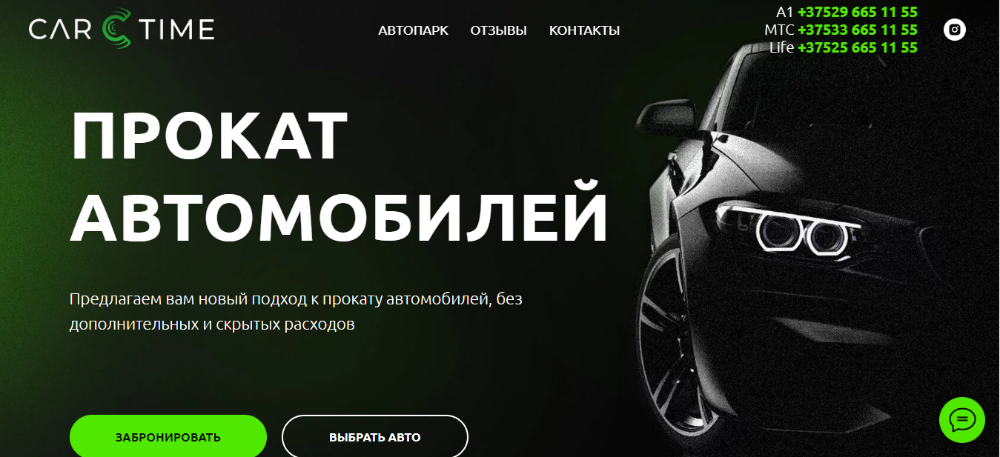 CAR TIME
АВТОПАРК ОТЗЫВЫ КОНТАКТЫ
A1 +37529 665 11 55
МТС +37533 665 11 55
Life +37525 665 11 55
ПРОКАТ
АВТОМОБИЛЕЙ
Предлагаем вам новый подход к прокату автомобилей, без
дополнительных и скрытых расходов
ЗАБРОНИРОВАТЬ ВЫБРАТЬ АВТО